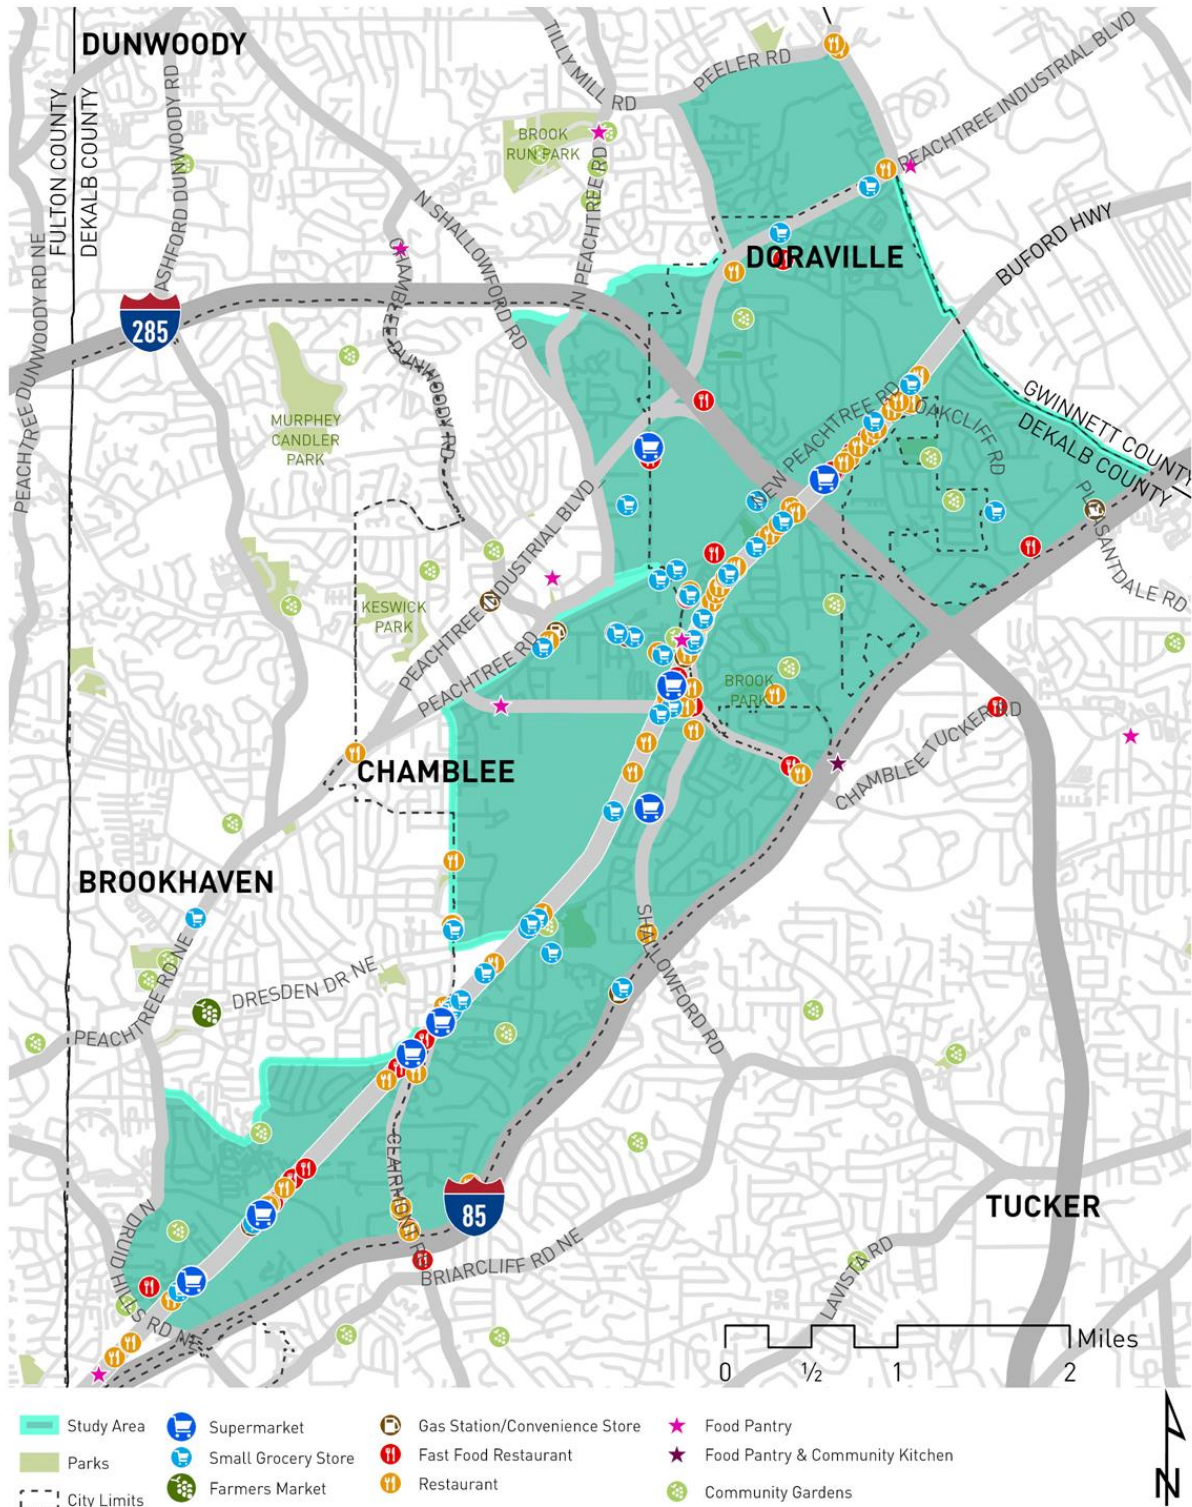 DUNWOODY
FULTON COUNTY
DEKALB COUNTY
ASHFORD DUNWOODY RD
TILLY MILL RD
PEELER RD
PEACHTREE INDUSTRIAL BLVD
BROOK
RUN PARK
N PEACHTREE RD
N SHALLOWFORD RD
CHAMBLEE DUNWOODY RD
PEACHTREE DUNWOODY RD NE
DORAVILLE
BUFORD HWY
285
MURPHEY
CANDLER
PARK
NEW PEACHTREE RD
OAKCLIFF RD
GWINNETT COUNTY
DEKALB COUNTY
PLEASANTDALE RD
PEACHTREE INDUSTRIAL BLVD
KESWICK
PARK
PEACHTREE RD
BROOK
PARK
CHAMBLEE TUCKER RD
CHAMBLEE
BROOKHAVEN
PEACHTREE RD NE
DRESDEN DR NE
SHALLOWFORD RD
CLAIRMONT RD
85
TUCKER
N DRUID HILLS RD NE
BRIARCLIFF RD NE
LAVISTA RD
Miles
0 ½ 1 2
Study Area
Parks
City Limits
Supermarket
Small Grocery Store
Farmers Market
Gas Station/Convenience Store
Fast Food Restaurant
Restaurant
Food Pantry
Food Pantry & Community Kitchen
Community Gardens
N